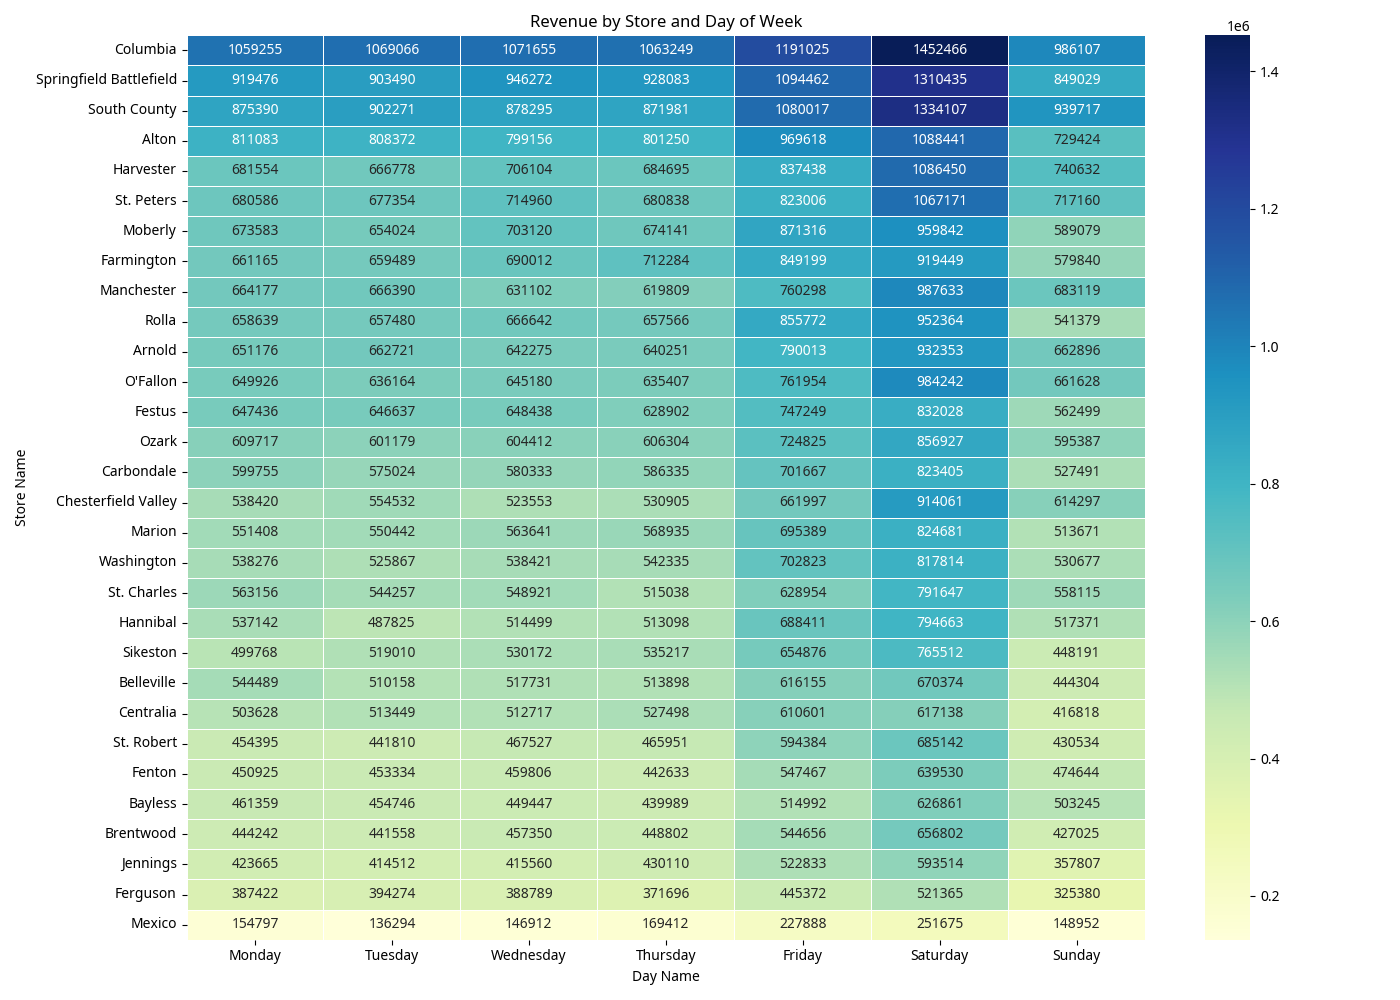 Revenue by Store and Day of Week
1e6
Store Name
Columbia 1059255 1069066 1071655 1063249 1191025 1452466 986107
Springfield Battlefield 919476 903490 946272 928083 1094462 1310435 849029
South County 875390 902271 878295 871981 1080017 1334107 939717
Alton 811083 808372 799156 801250 969618 1088441 729424
Harvester 681554 666778 706104 684695 837438 1086450 740632
St. Peters 680586 677354 714960 680838 823006 1067171 717160
Moberly 673583 654024 703120 674141 871316 959842 589079
Farmington 661165 659489 690012 712284 849199 919449 579840
Manchester 664177 666390 631102 619809 760298 987633 683119
Rolla 658639 657480 666642 657566 855772 952364 541379
Arnold 651176 662721 642275 640251 790013 932353 662896
O'Fallon 649926 636164 645180 635407 761954 984242 661628
Festus 647436 646637 648438 628902 747249 832028 562499
Ozark 609717 601179 604412 606304 724825 856927 595387
Carbondale 599755 575024 580333 586335 701667 823405 527491
Chesterfield Valley 538420 554532 523553 530905 661997 914061 614297
Marion 551408 550442 563641 568935 695389 824681 513671
Washington 538276 525867 538421 542335 702823 817814 530677
St. Charles 563156 544257 548921 515038 628954 791647 558115
Hannibal 537142 487825 514499 513098 688411 794663 517371
Sikeston 499768 519010 530172 535217 654876 765512 448191
Belleville 544489 510158 517731 513898 616155 670374 444304
Centralia 503628 513449 512717 527498 610601 617138 416818
St. Robert 454395 441810 467527 465951 594384 685142 430534
Fenton 450925 453334 459806 442633 547467 639530 474644
Bayless 461359 454746 449447 439989 514992 626861 503245
Brentwood 444242 441558 457350 448802 544656 656802 427025
Jennings 423665 414512 415560 430110 522833 593514 357807
Ferguson 387422 394274 388789 371696 445372 521365 325380
Mexico 154797 136294 146912 169412 227888 251675 148952
Monday Tuesday Wednesday Thursday Friday Saturday Sunday
Day Name
1.4
1.2
1.0
0.8
0.6
0.4
0.2